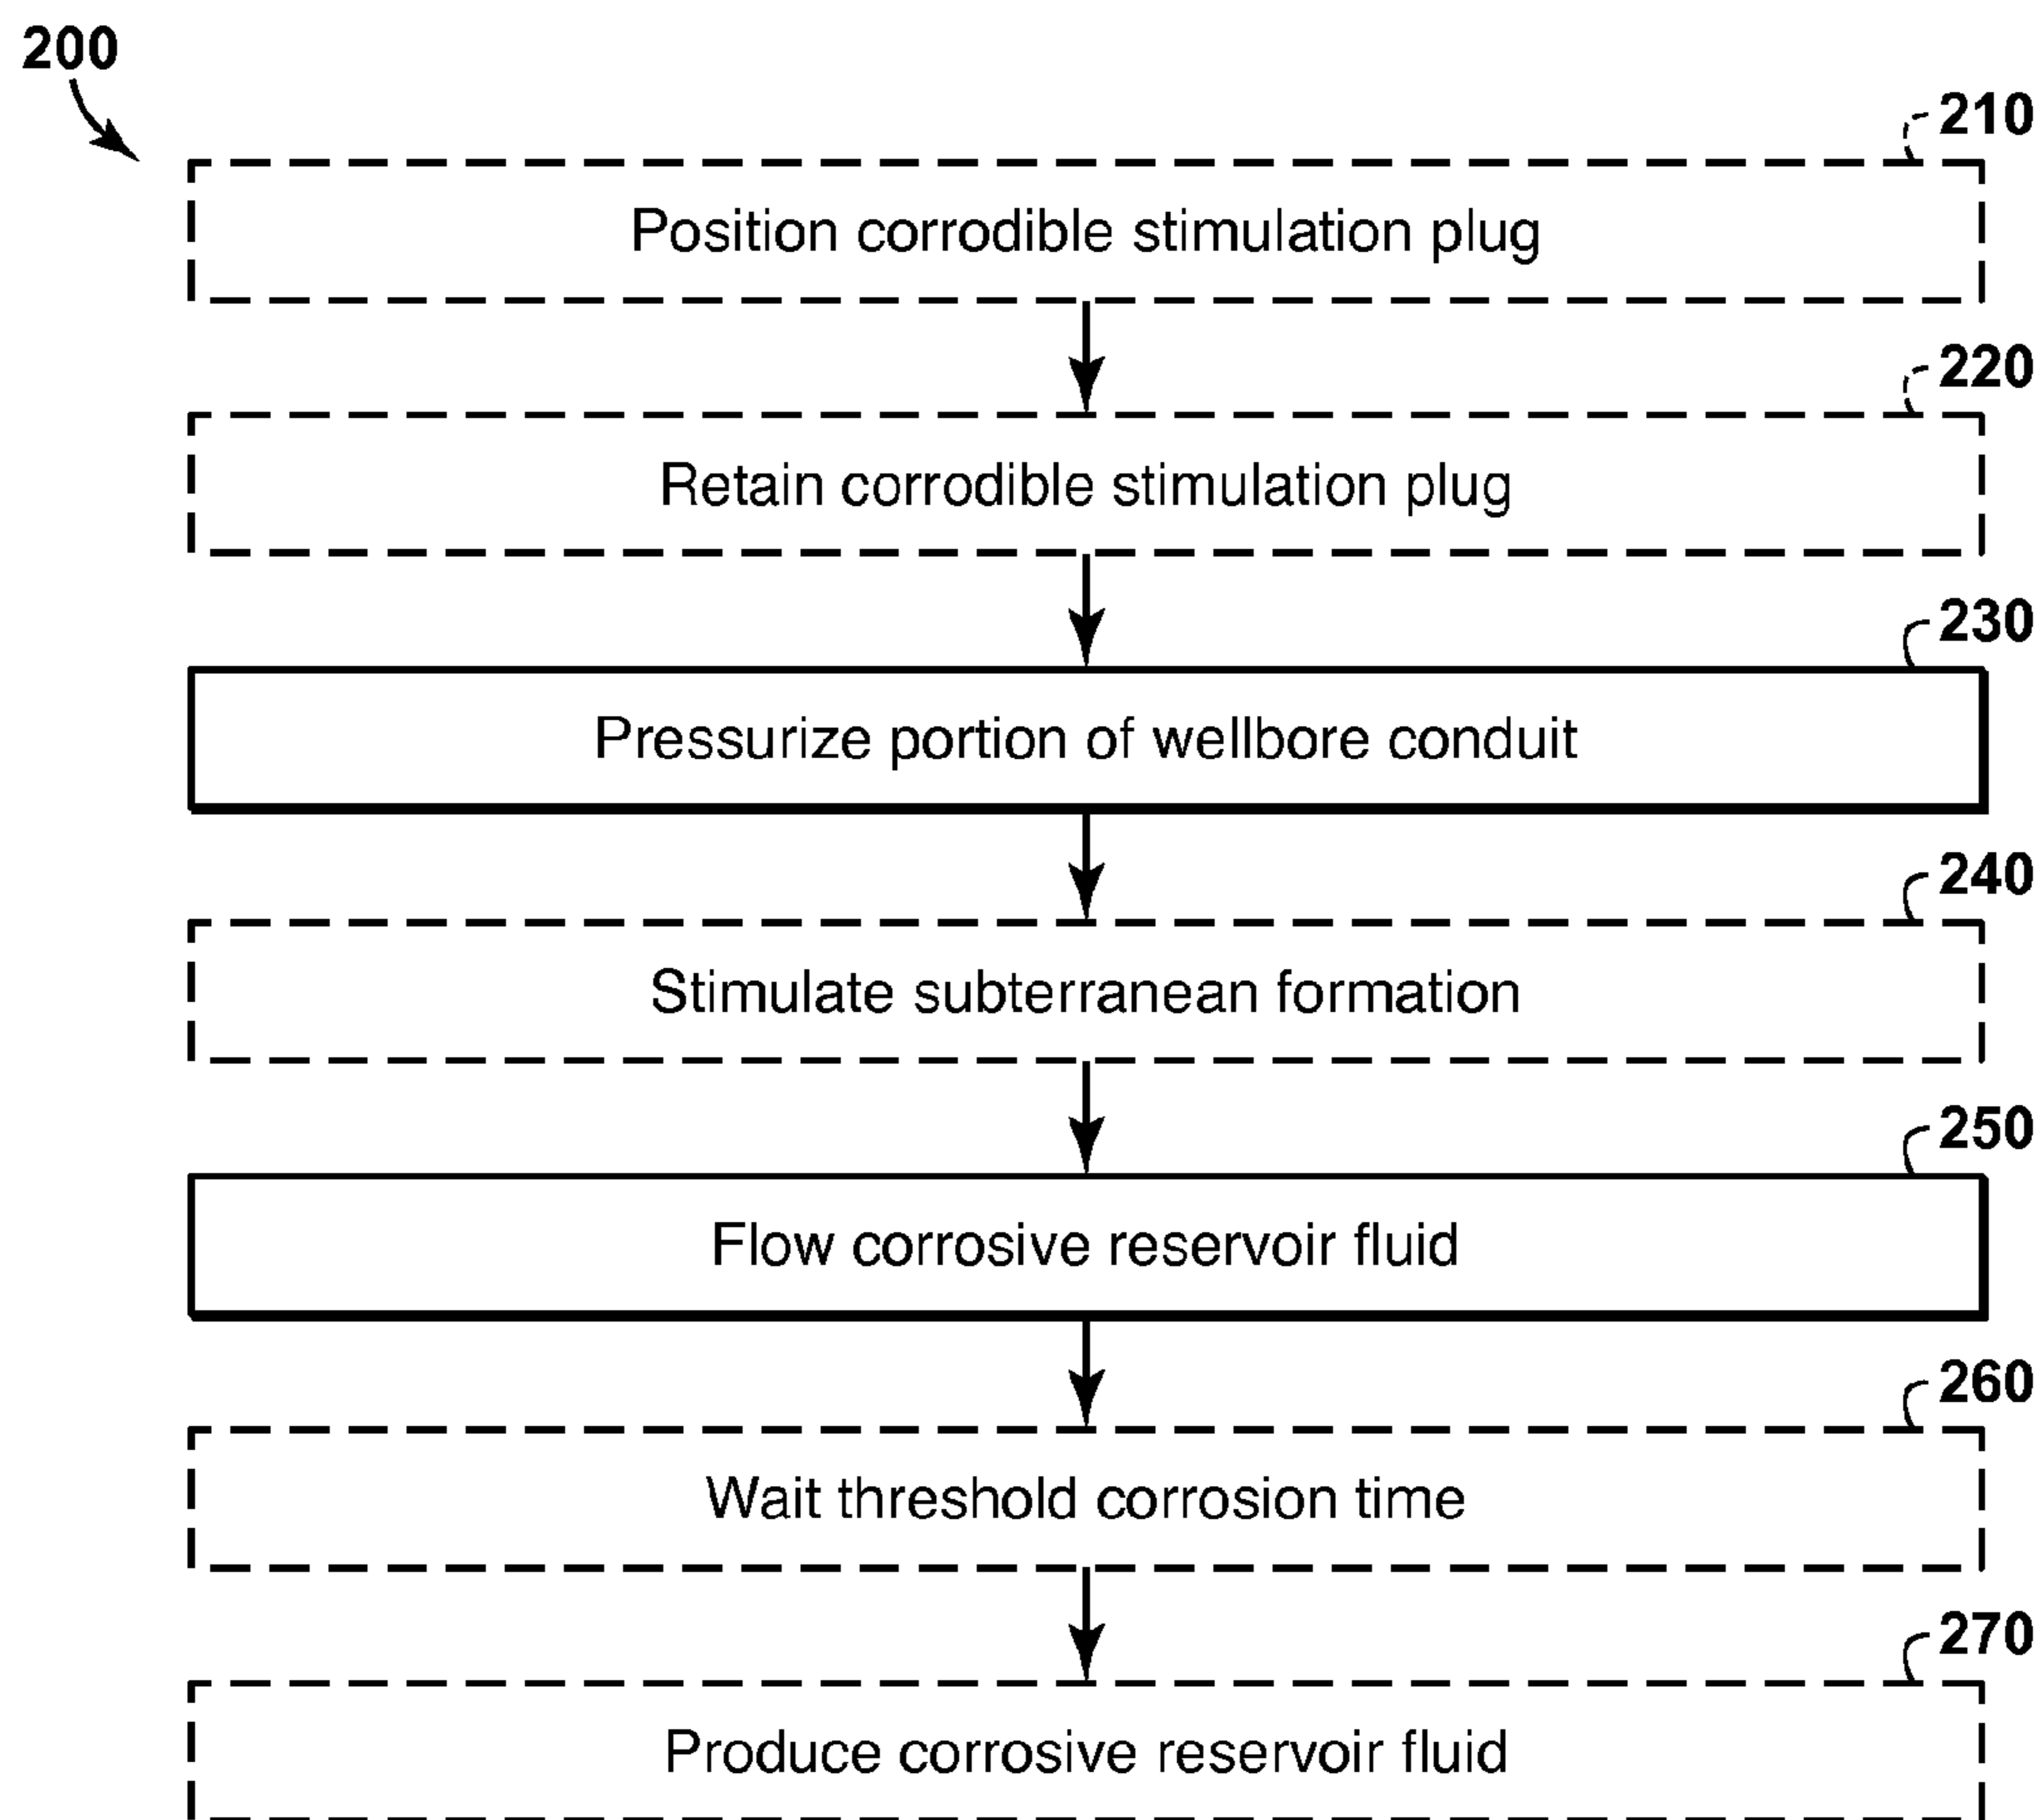 200
210
Position corrodible stimulation plug
220
Retain corrodible stimulation plug
230
Pressurize portion of wellbore conduit
240
Stimulate subterranean formation
250
Flow corrosive reservoir fluid
260
Wait threshold corrosion time
270
Produce corrosive reservoir fluid